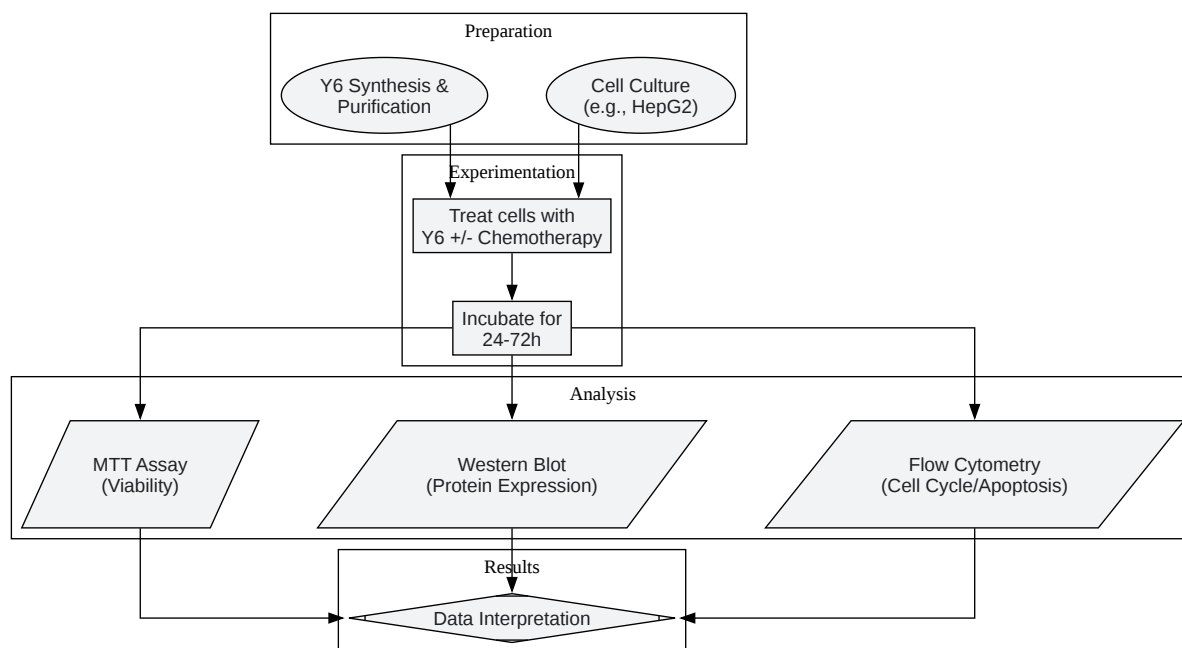 Preparation
Y6 Synthesis &
Purification
Cell Culture
(e.g., HepG2)
Experimentation
Treat cells with
Y6 +/- Chemotherapy
Incubate for
24-72h
Analysis
MTT Assay
(Viability)
Western Blot
(Protein Expression)
Flow Cytometry
(Cell Cycle/Apoptosis)
Results
Data Interpretation